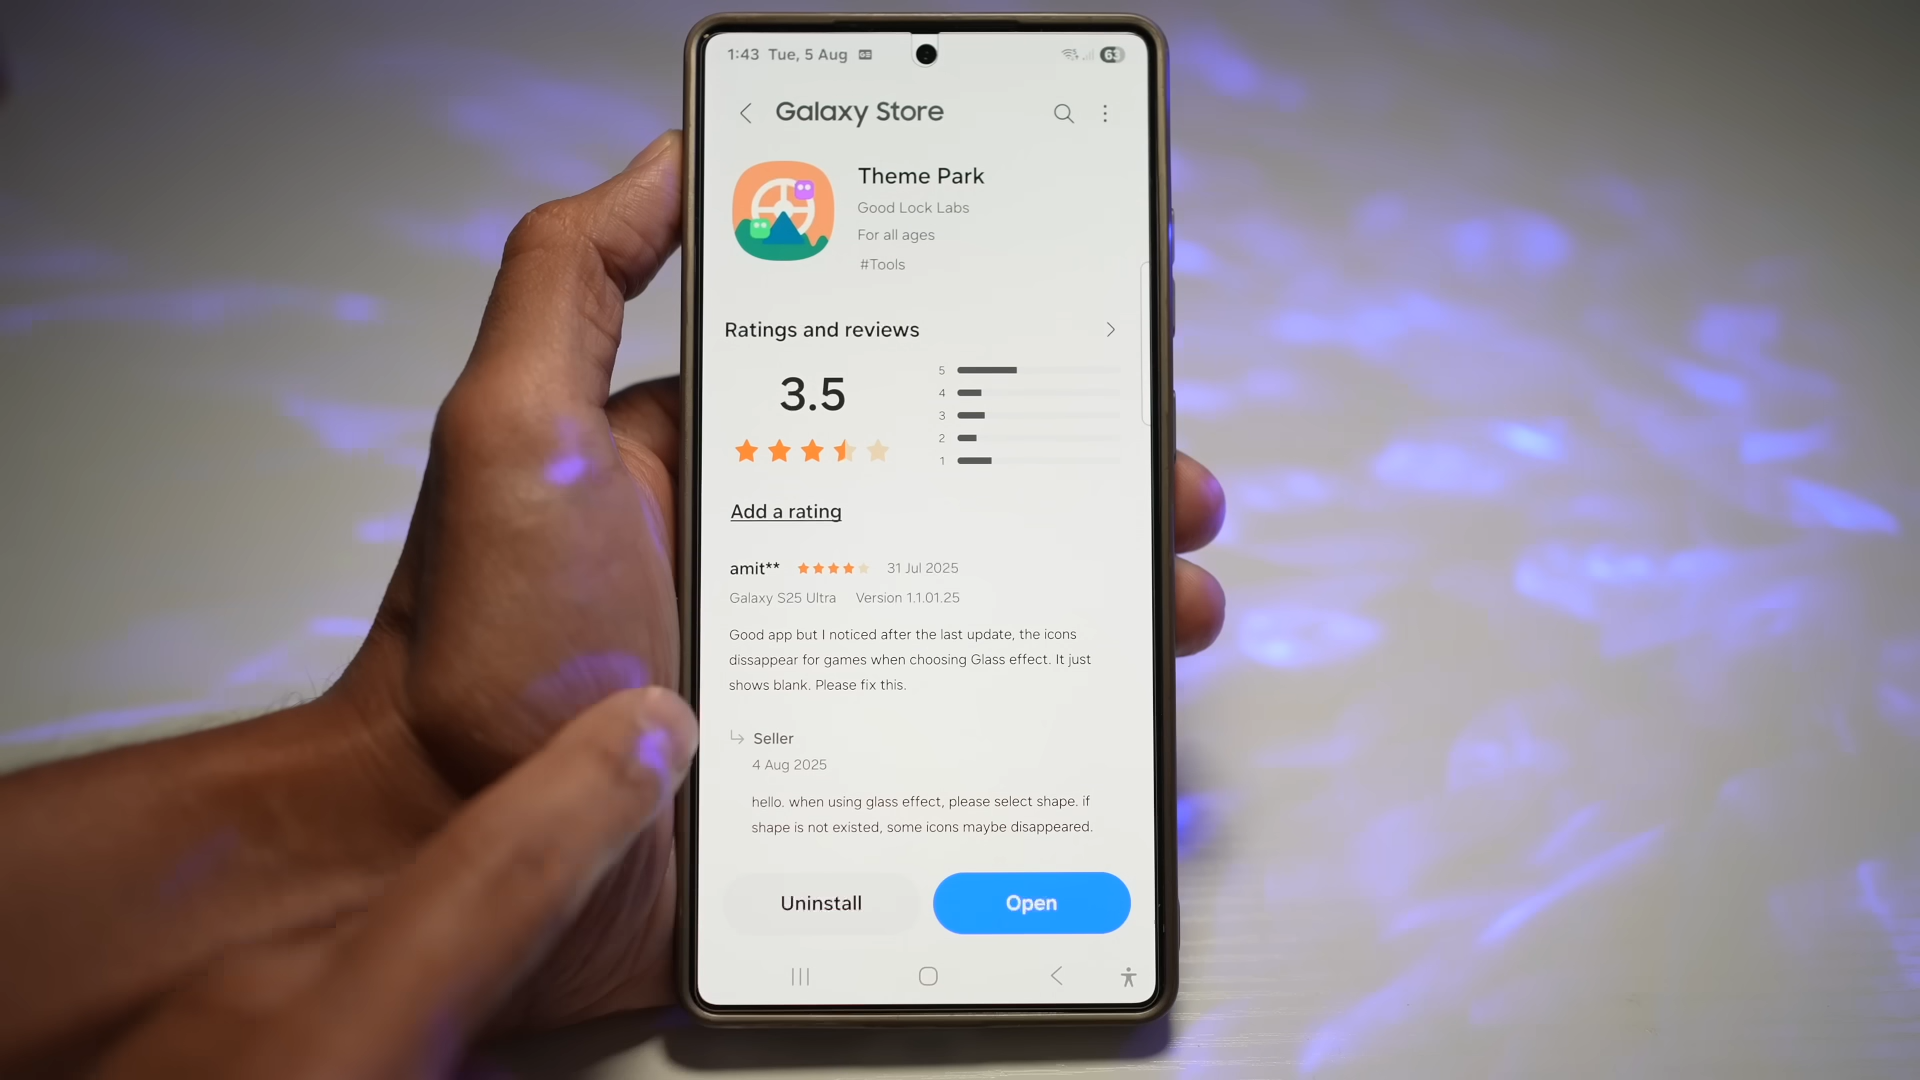 1:43 Tue, 5 Aug
63
Galaxy Store
Theme Park
Good Lock Labs
For all ages
#Tools
Ratings and reviews
3.5
5
4
3
2
1
Add a rating
amit** 31 Jul 2025
Galaxy S25 Ultra Version 1.1.01.25
Good app but I noticed after the last update, the icons
dissappear for games when choosing Glass effect. It just
shows blank. Please fix this.
Seller
4 Aug 2025
hello. when using glass effect, please select shape. if
shape is not existed, some icons maybe disappeared.
Uninstall
Open